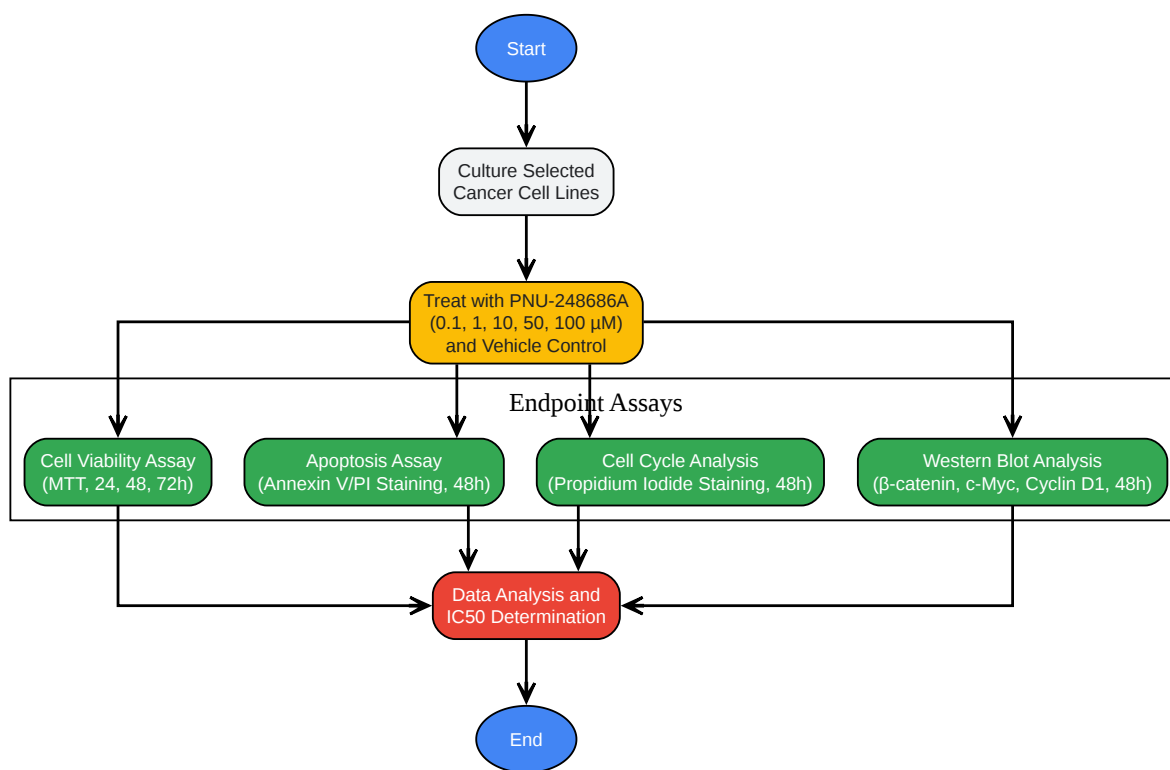 Start
Culture Selected
Cancer Cell Lines
Treat with PNU-248686A
(0.1, 1, 10, 50, 100 µM)
and Vehicle Control
Endpoint Assays
Cell Viability Assay
(MTT, 24, 48, 72h)
Apoptosis Assay
(Annexin V/PI Staining, 48h)
Cell Cycle Analysis
(Propidium Iodide Staining, 48h)
Western Blot Analysis
(β-catenin, c-Myc, Cyclin D1, 48h)
Data Analysis and
IC50 Determination
End